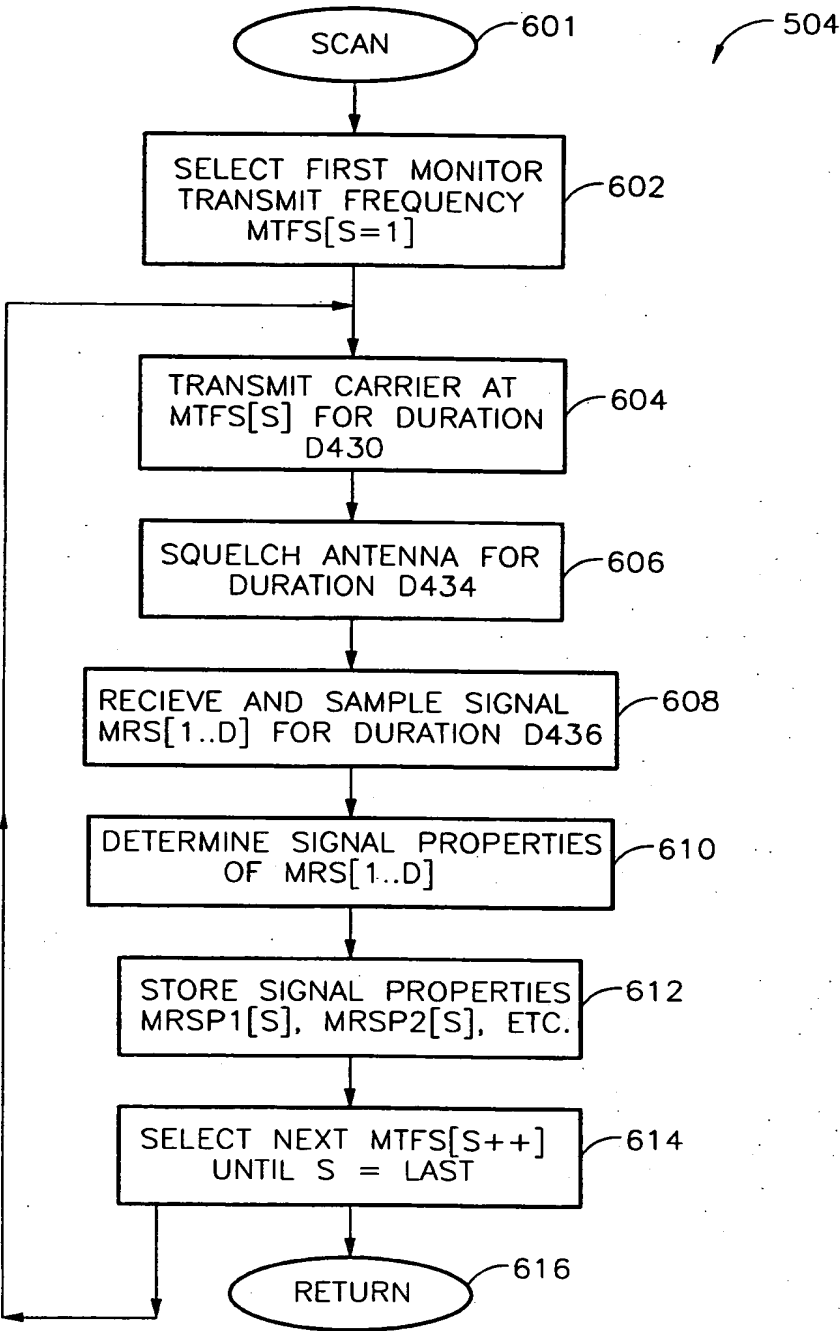 SCAN
601
504
SELECT FIRST MONITOR
TRANSMIT FREQUENCY
MTFS[S=1]
602
TRANSMIT CARRIER AT
MTFS[S] FOR DURATION
D430
604
SQUELCH ANTENNA FOR
DURATION D434
606
RECIEVE AND SAMPLE SIGNAL
MRS[1..D] FOR DURATION D436
608
DETERMINE SIGNAL PROPERTIES
OF MRS[1..D]
610
STORE SIGNAL PROPERTIES
MRSP1[S], MRSP2[S], ETC.
612
SELECT NEXT MTFS[S++]
UNTIL S = LAST
614
RETURN
616